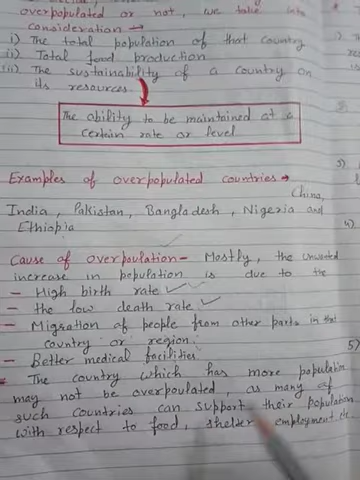 overpopulated or not, we take into
consideration →
i) The total population of that country
ii) Total food production
iii) The sustainability of a country on
its resources
The ability to be maintained at a
certain rate or level
Examples of overpopulated countries →
China,
India, Pakistan, Bangladesh, Nigeria and
Ethiopia
Cause of overpoulation - Mostly, the unwanted
increase in population is due to the
- High birth rate
- the low death rate
- Migration of people from other parts in that
country or region.
- Better medical facilities
The country which has more population
may not be overpoulated, as many of
such countries can support their population
with respect to food, shelter employment etc.
3)
4)
5)